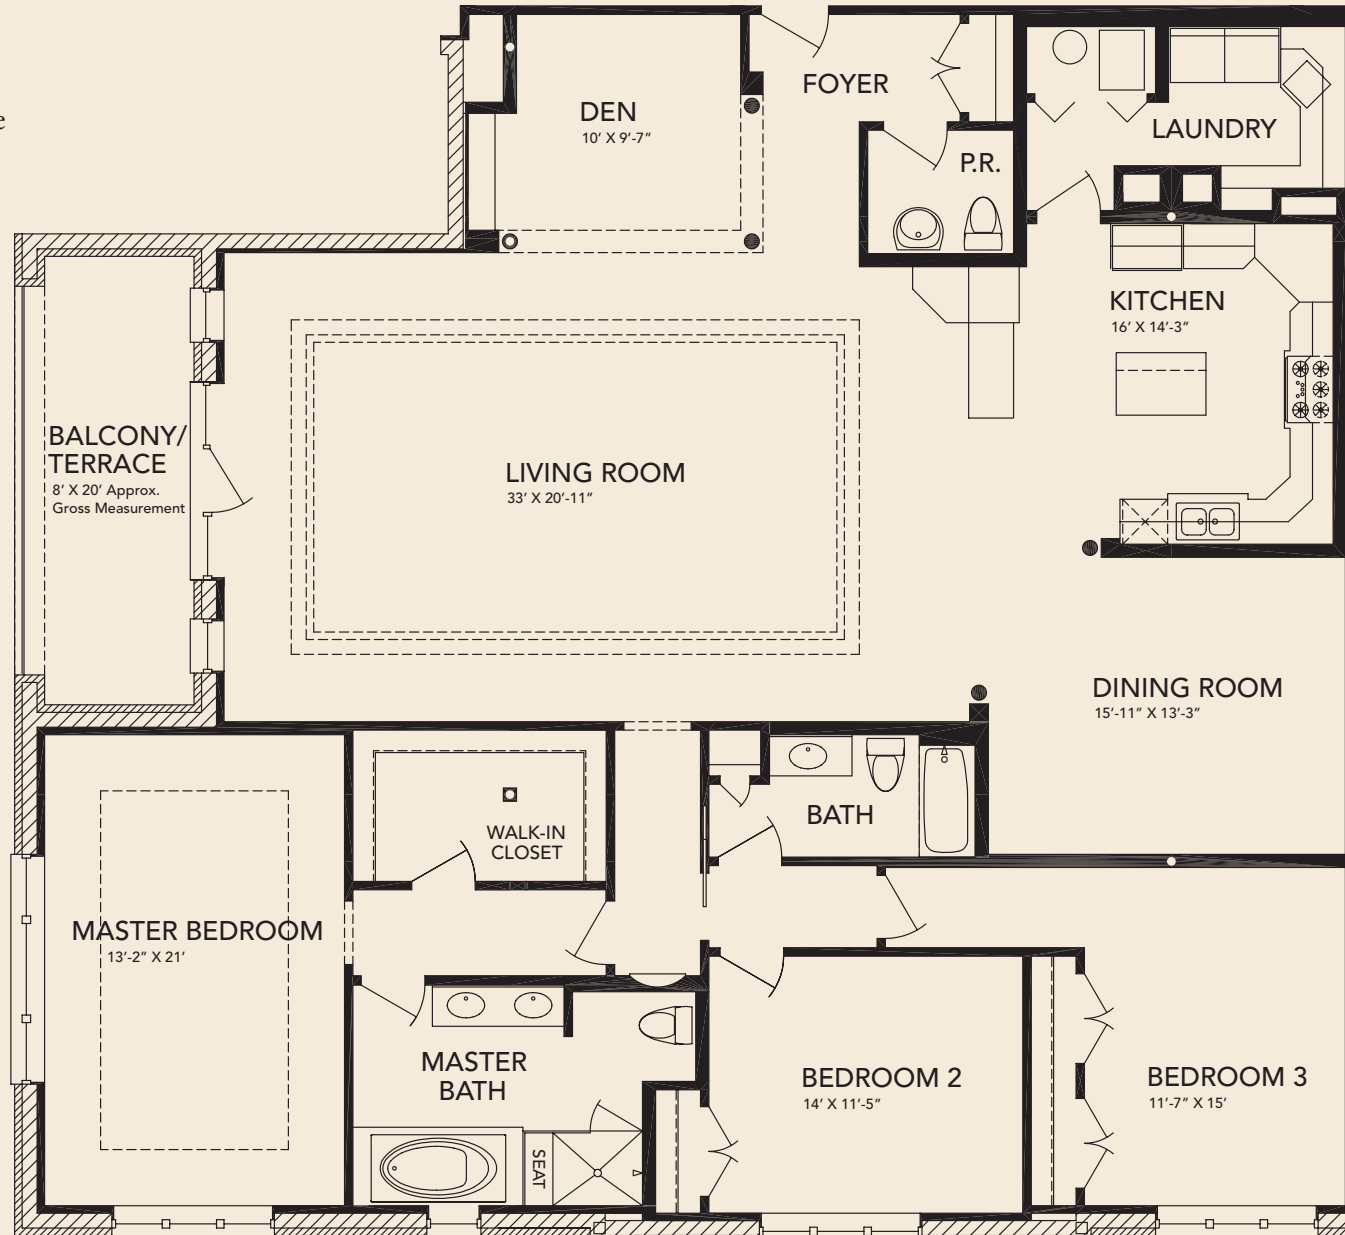 e
DEN
10' X 9'-7"
FOYER
P.R.
LAUNDRY
KITCHEN
16' X 14'-3"
BALCONY/
TERRACE
8' X 20' Approx.
Gross Measurement
LIVING ROOM
33' X 20'-11"
DINING ROOM
15'-11" X 13'-3"
WALK-IN
CLOSET
BATH
MASTER BEDROOM
13'-2" X 21'
MASTER
BATH
SEAT
BEDROOM 2
14' X 11'-5"
BEDROOM 3
11'-7" X 15'